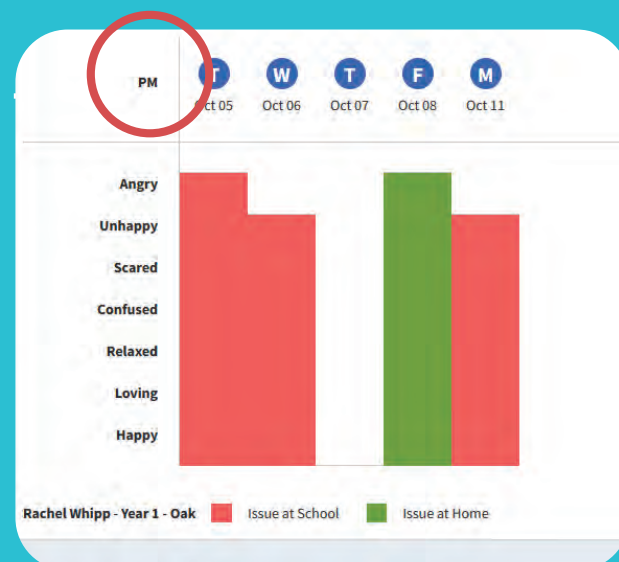 PM T W T F M
Oct 05 Oct 06 Oct 07 Oct 08 Oct 11
Angry
Unhappy
Scared
Confused
Relaxed
Loving
Happy
Rachel Whipp - Year 1 - Oak Issue at School Issue at Home